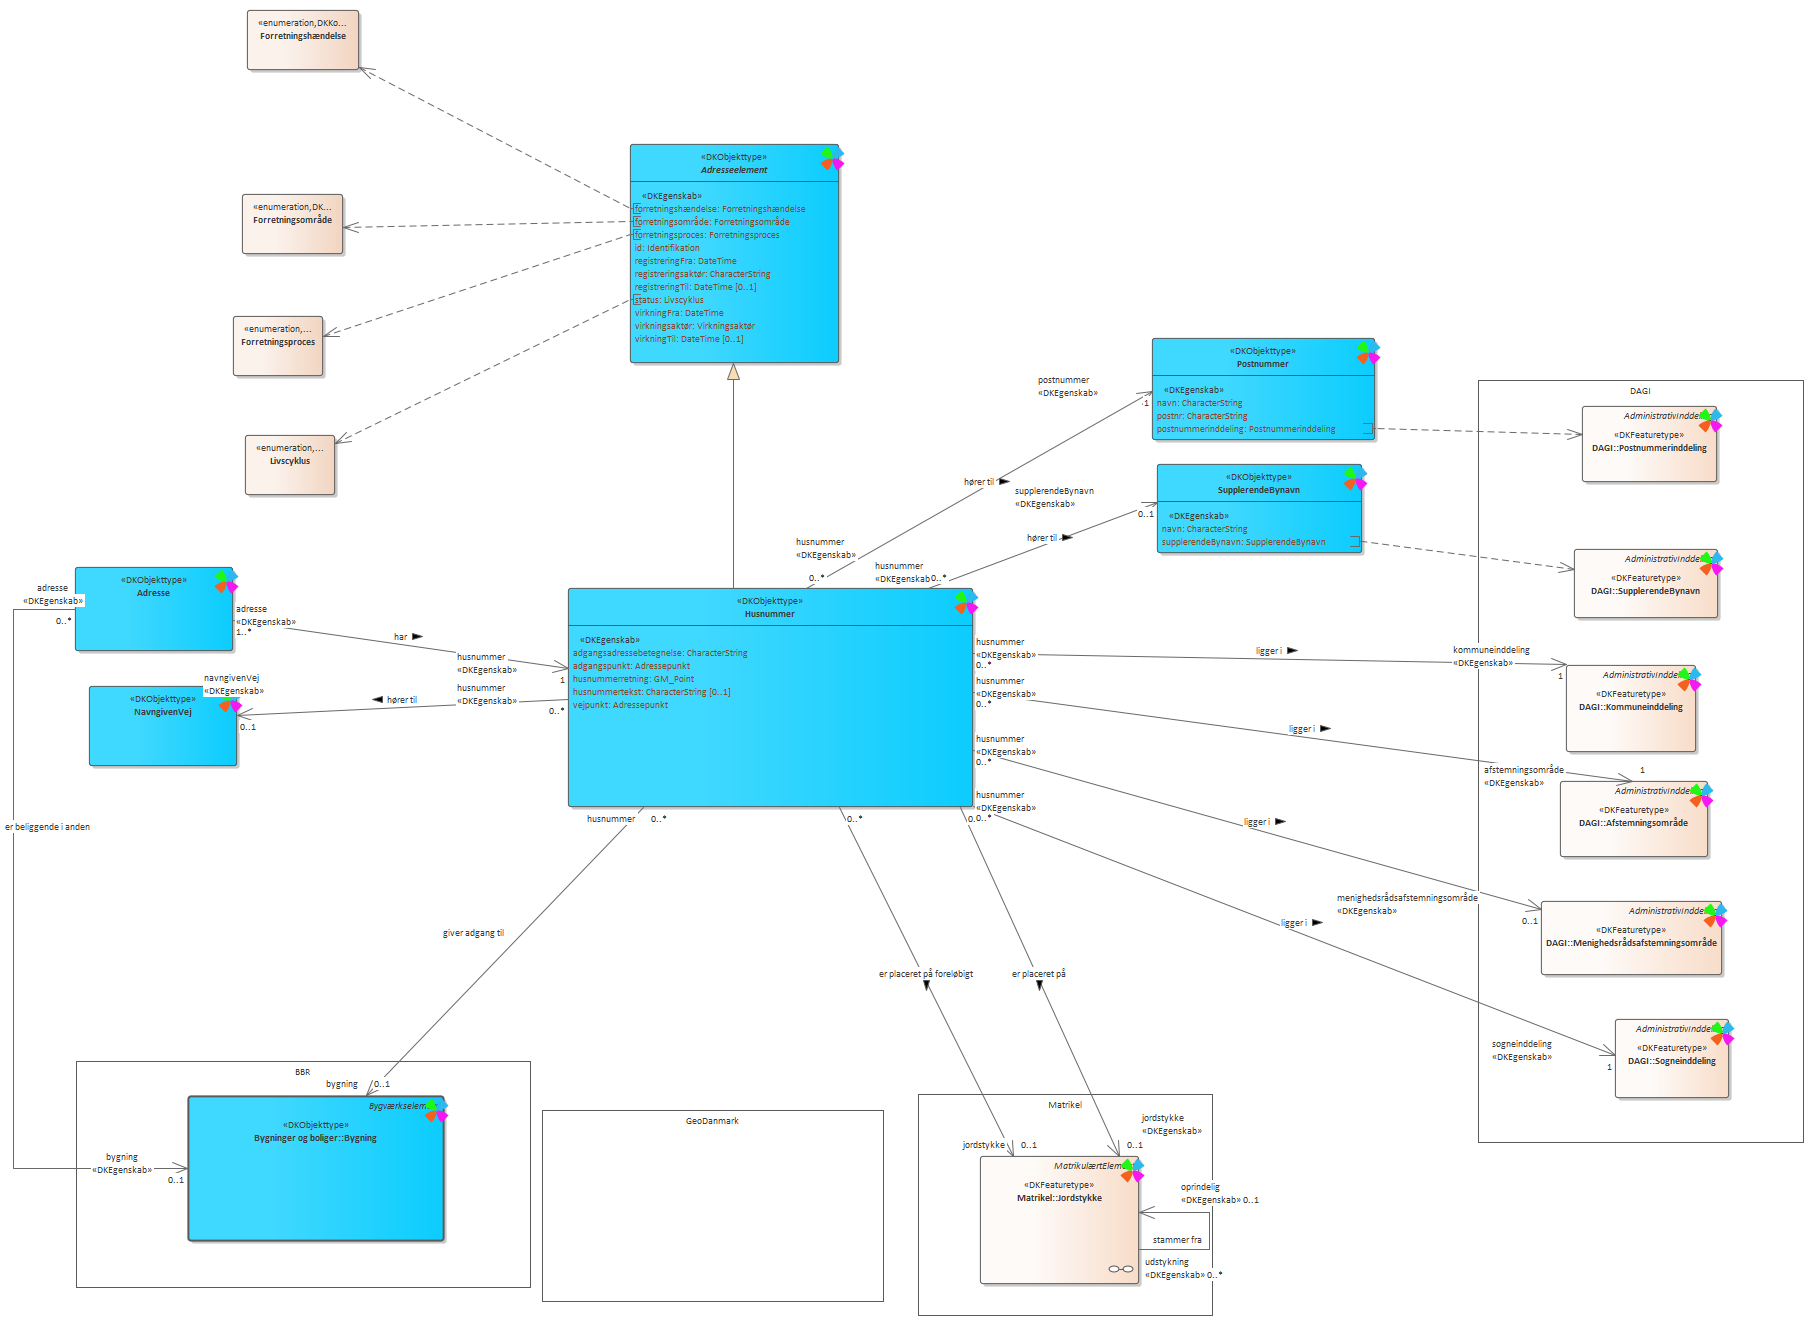 «enumeration,DKKo...
Forretningshændelse
«enumeration,DK...
Forretningsområde
«enumeration,...
Forretningsproces
«enumeration,...
Livscyklus
«DKObjekttype»
Adresseelement
«DKEgenskab»
forretningshændelse: Forretningshændelse
forretningsområde: Forretningsområde
forretningsproces: Forretningsproces
id: Identifikation
registreringFra: DateTime
registreringsaktør: CharacterString
registreringTil: DateTime [0..1]
status: Livscyklus
virkningFra: DateTime
virkningsaktør: Virkningsaktør
virkningTil: DateTime [0..1]
postnummer
«DKEgenskab»
1
hører til
husnummer
«DKEgenskab»
0..*
«DKObjekttype»
Postnummer
«DKEgenskab»
navn: CharacterString
postnr: CharacterString
postnummerinddeling: Postnummerinddeling
supplerendeBynavn
«DKEgenskab»
0..1
hører til
husnummer
«DKEgenskab
0..*
«DKObjekttype»
SupplerendeBynavn
«DKEgenskab»
navn: CharacterString
supplerendeBynavn: SupplerendeBynavn
DAGI
AdministrativIndde
«DKFeaturetype»
DAGI::Postnummerinddeling
AdministrativIndde
«DKFeaturetype»
DAGI::SupplerendeBynavn
AdministrativIndde
«DKFeaturetype»
DAGI::Kommuneinddeling
AdministrativIndde
«DKFeaturetype»
DAGI::Afstemningsområde
AdministrativIndde
«DKFeaturetype»
DAGI::Menighedsrådsafstemningsområde
AdministrativIndde
«DKFeaturetype»
DAGI::Sogneinddeling
adresse
«DKEgenskab»
0..*
«DKObjekttype»
Adresse
adresse
«DKEgenskab»
1..*
har
husnummer
«DKEgenskab»
1
«DKObjekttype»
NavngivenVej
navngivenVej
«DKEgenskab»
0..1
hører til
husnummer
«DKEgenskab»
0..*
«DKObjekttype»
Husnummer
«DKEgenskab»
adgangsadressebetegnelse: CharacterString
adgangspunkt: Adressepunkt
husnummerretning: GM_Point
husnummertekst: CharacterString [0..1]
vejpunkt: Adressepunkt
husnummer
«DKEgenskab»
0..*
ligger i
kommuneinddeling
«DKEgenskab»
1
husnummer
«DKEgenskab»
0..*
ligger i
afstemningsområde
«DKEgenskab»
1
husnummer
«DKEgenskab»
0..*
ligger i
menighedsrådsafstemningsområde
«DKEgenskab»
0..1
husnummer
«DKEgenskab»
0..*
ligger i
sogneinddeling
«DKEgenskab»
1
er beliggende i anden
husnummer
0..*
giver adgang til
bygning
0..1
0..*
er placeret på foreløbigt
jordstykke
0..1
0..
er placeret på
jordstykke
«DKEgenskab»
0..1
BBR
Bygværkselem
«DKObjekttype»
Bygninger og boliger::Bygning
bygning
«DKEgenskab»
0..1
GeoDanmark
Matrikel
MatrikulærtElem
«DKFeaturetype»
Matrikel::Jordstykke
oprindelig
«DKEgenskab» 0..1
stammer fra
udstykning
«DKEgenskab» 0..*